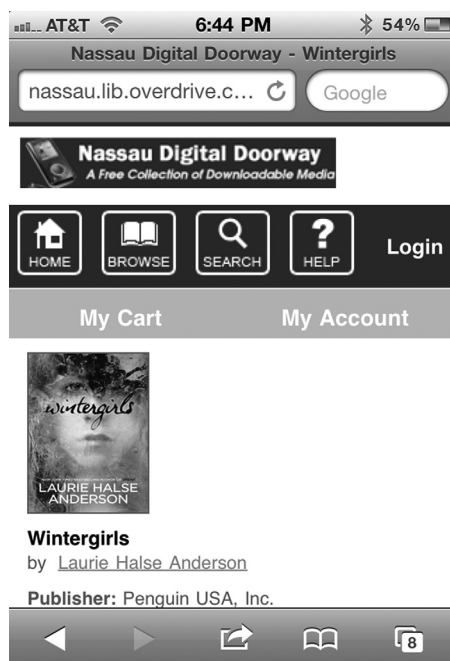 AT&T 6:44 PM 54%
Nassau Digital Doorway - Wintergirls
nassau.lib.overdrive.c... Google
Nassau Digital Doorway
A Free Collection of Downloadable Media
HOME BROWSE SEARCH HELP Login
My Cart My Account
wintergirls
LAURIE HALSE
ANDERSON
Wintergirls
by Laurie Halse Anderson
Publisher: Penguin USA, Inc.
8